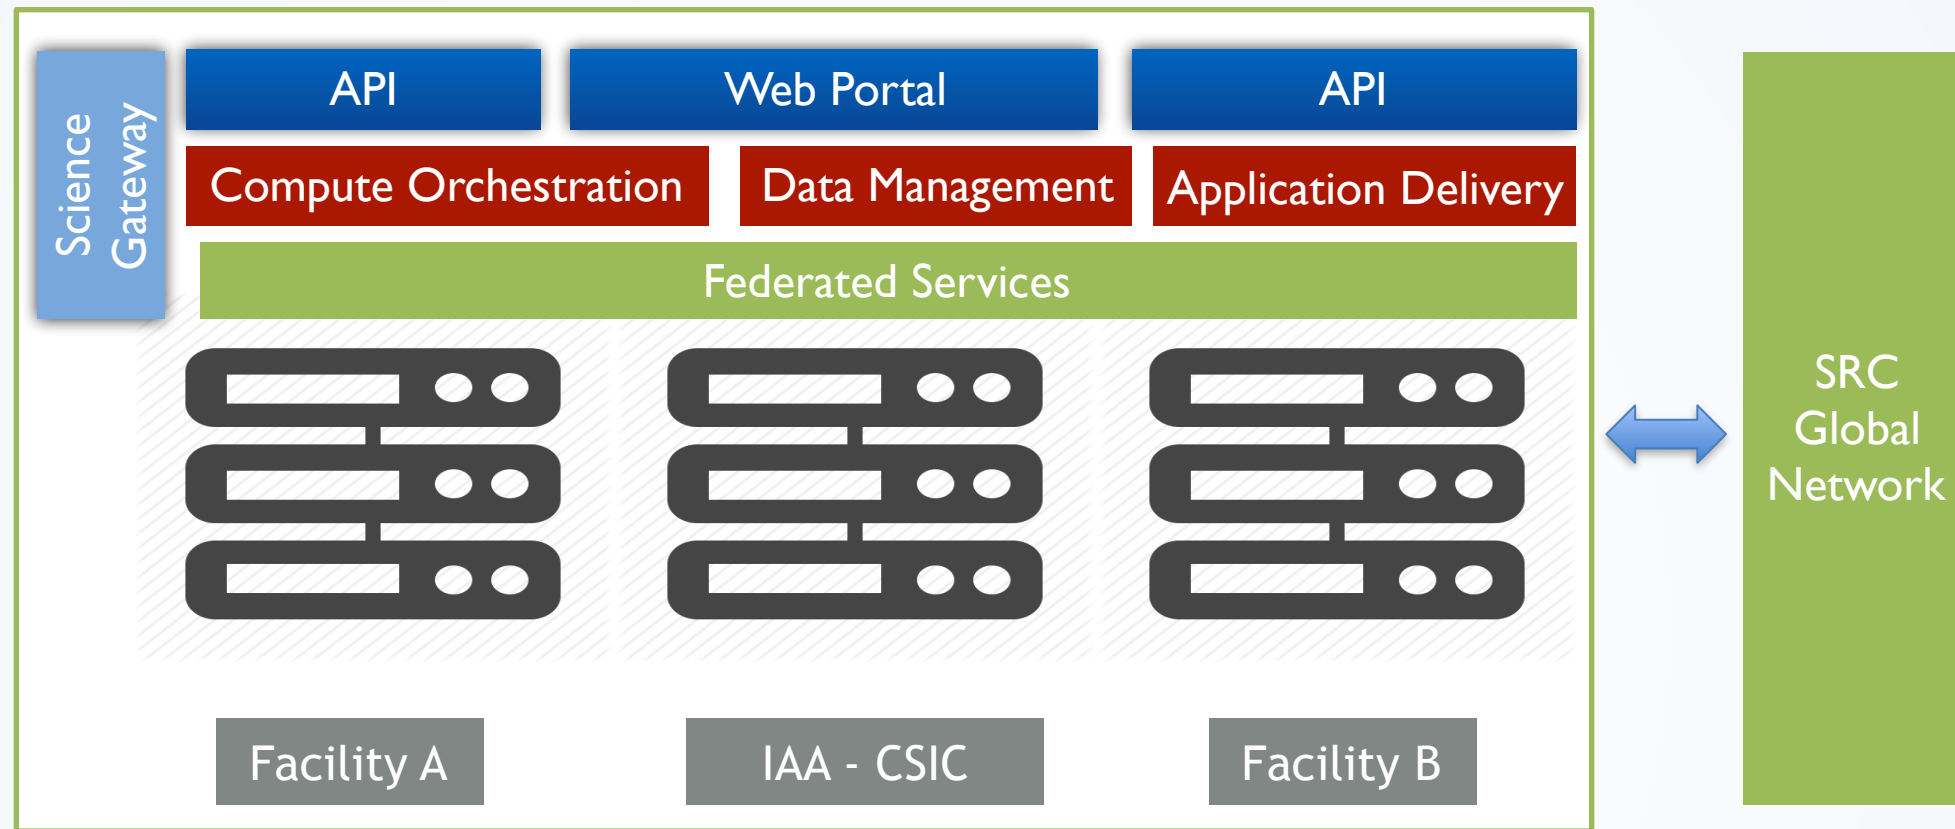 Science
Gateway
API
Web Portal
API
Compute Orchestration
Data Management
Application Delivery
Federated Services
SRC
Global
Network
Facility A
IAA - CSIC
Facility B